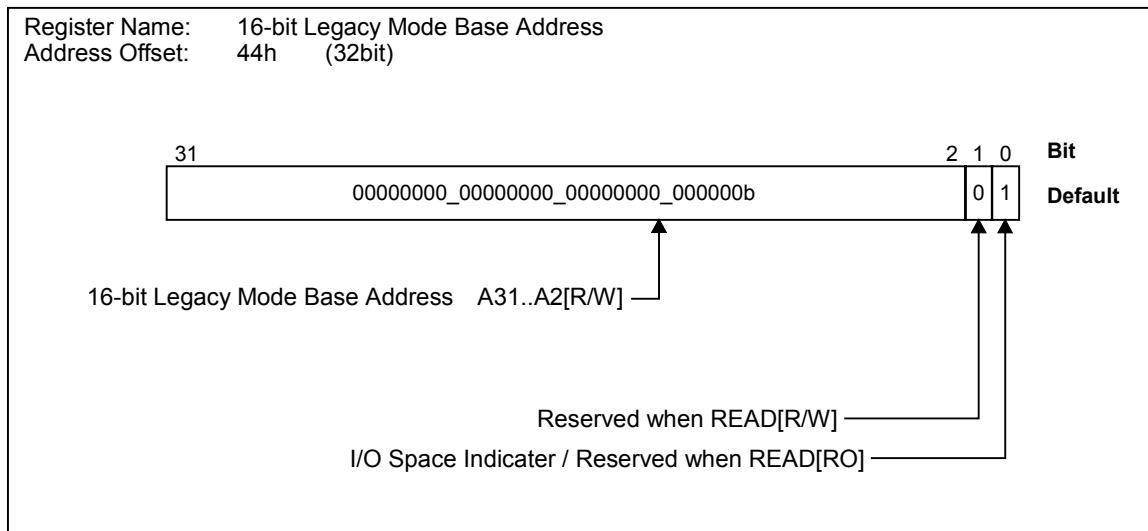 Register Name: 16-bit Legacy Mode Base Address
Address Offset: 44h (32bit)
31 2 1 0 Bit
00000000_00000000_00000000_000000b 0 1 Default
16-bit Legacy Mode Base Address A31..A2[R/W]
Reserved when READ[R/W]
I/O Space Indicater / Reserved when READ[RO]